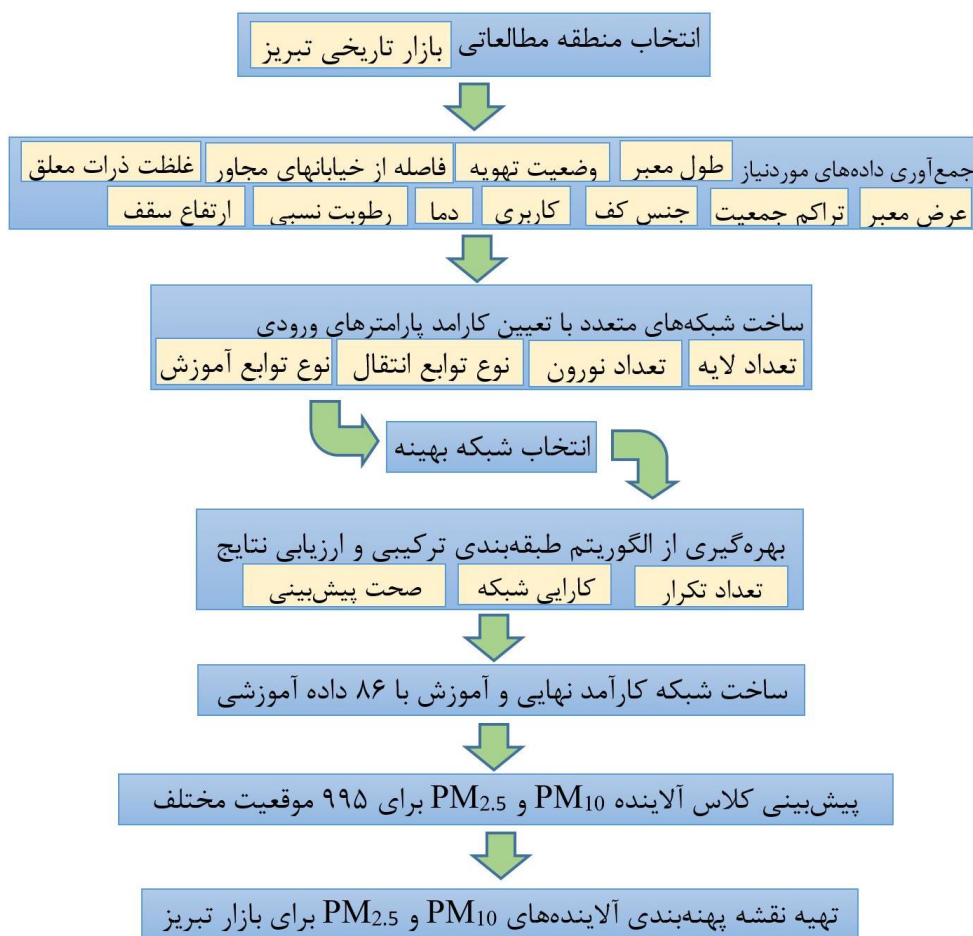 انتخاب منطقه مطالعاتی بازار تاریخی تبریز
جمع‌آوری داده‌های موردنیاز طول معبر وضعیت تهویه فاصله از خیابانهای مجاور غلظت ذرات معلق
عرض معبر تراکم جمعیت جنس کف کاربری دما رطوبت نسبی ارتفاع سقف
ساخت شبکه‌های متعدد با تعیین کارامد پارامترهای ورودی
تعداد لایه تعداد نورون نوع توابع انتقال نوع توابع آموزش
انتخاب شبکه بهینه
بهره‌گیری از الگوریتم طبقه‌بندی ترکیبی و ارزیابی نتایج
تعداد تکرار کارایی شبکه صحت پیش‌بینی
ساخت شبکه کارآمد نهایی و آموزش با ۸۶ داده آموزشی
پیش‌بینی کلاس آلاینده PM10 و PM2.5 برای ۹۹۵ موقعیت مختلف
تهیه نقشه پهنه‌بندی آلاینده‌های PM10 و PM2.5 برای بازار تبریز